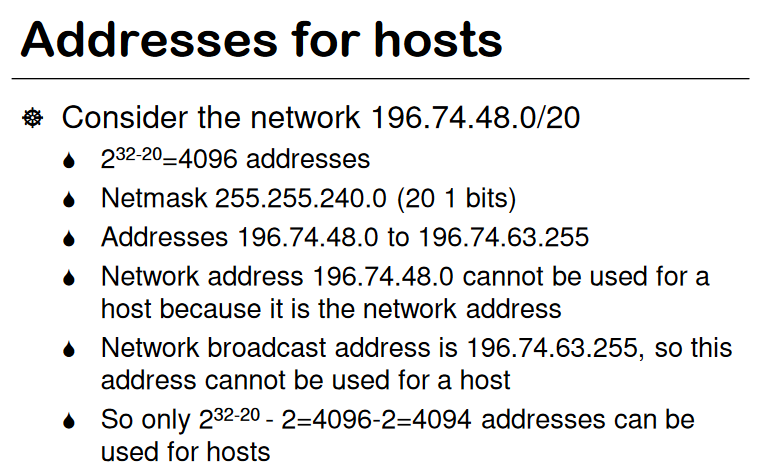 Addresses for hosts
Consider the network 196.74.48.0/20
2³²⁻²⁰=4096 addresses
Netmask 255.255.240.0 (20 1 bits)
Addresses 196.74.48.0 to 196.74.63.255
Network address 196.74.48.0 cannot be used for a
host because it is the network address
Network broadcast address is 196.74.63.255, so this
address cannot be used for a host
So only 2³²⁻²⁰ - 2=4096-2=4094 addresses can be
used for hosts